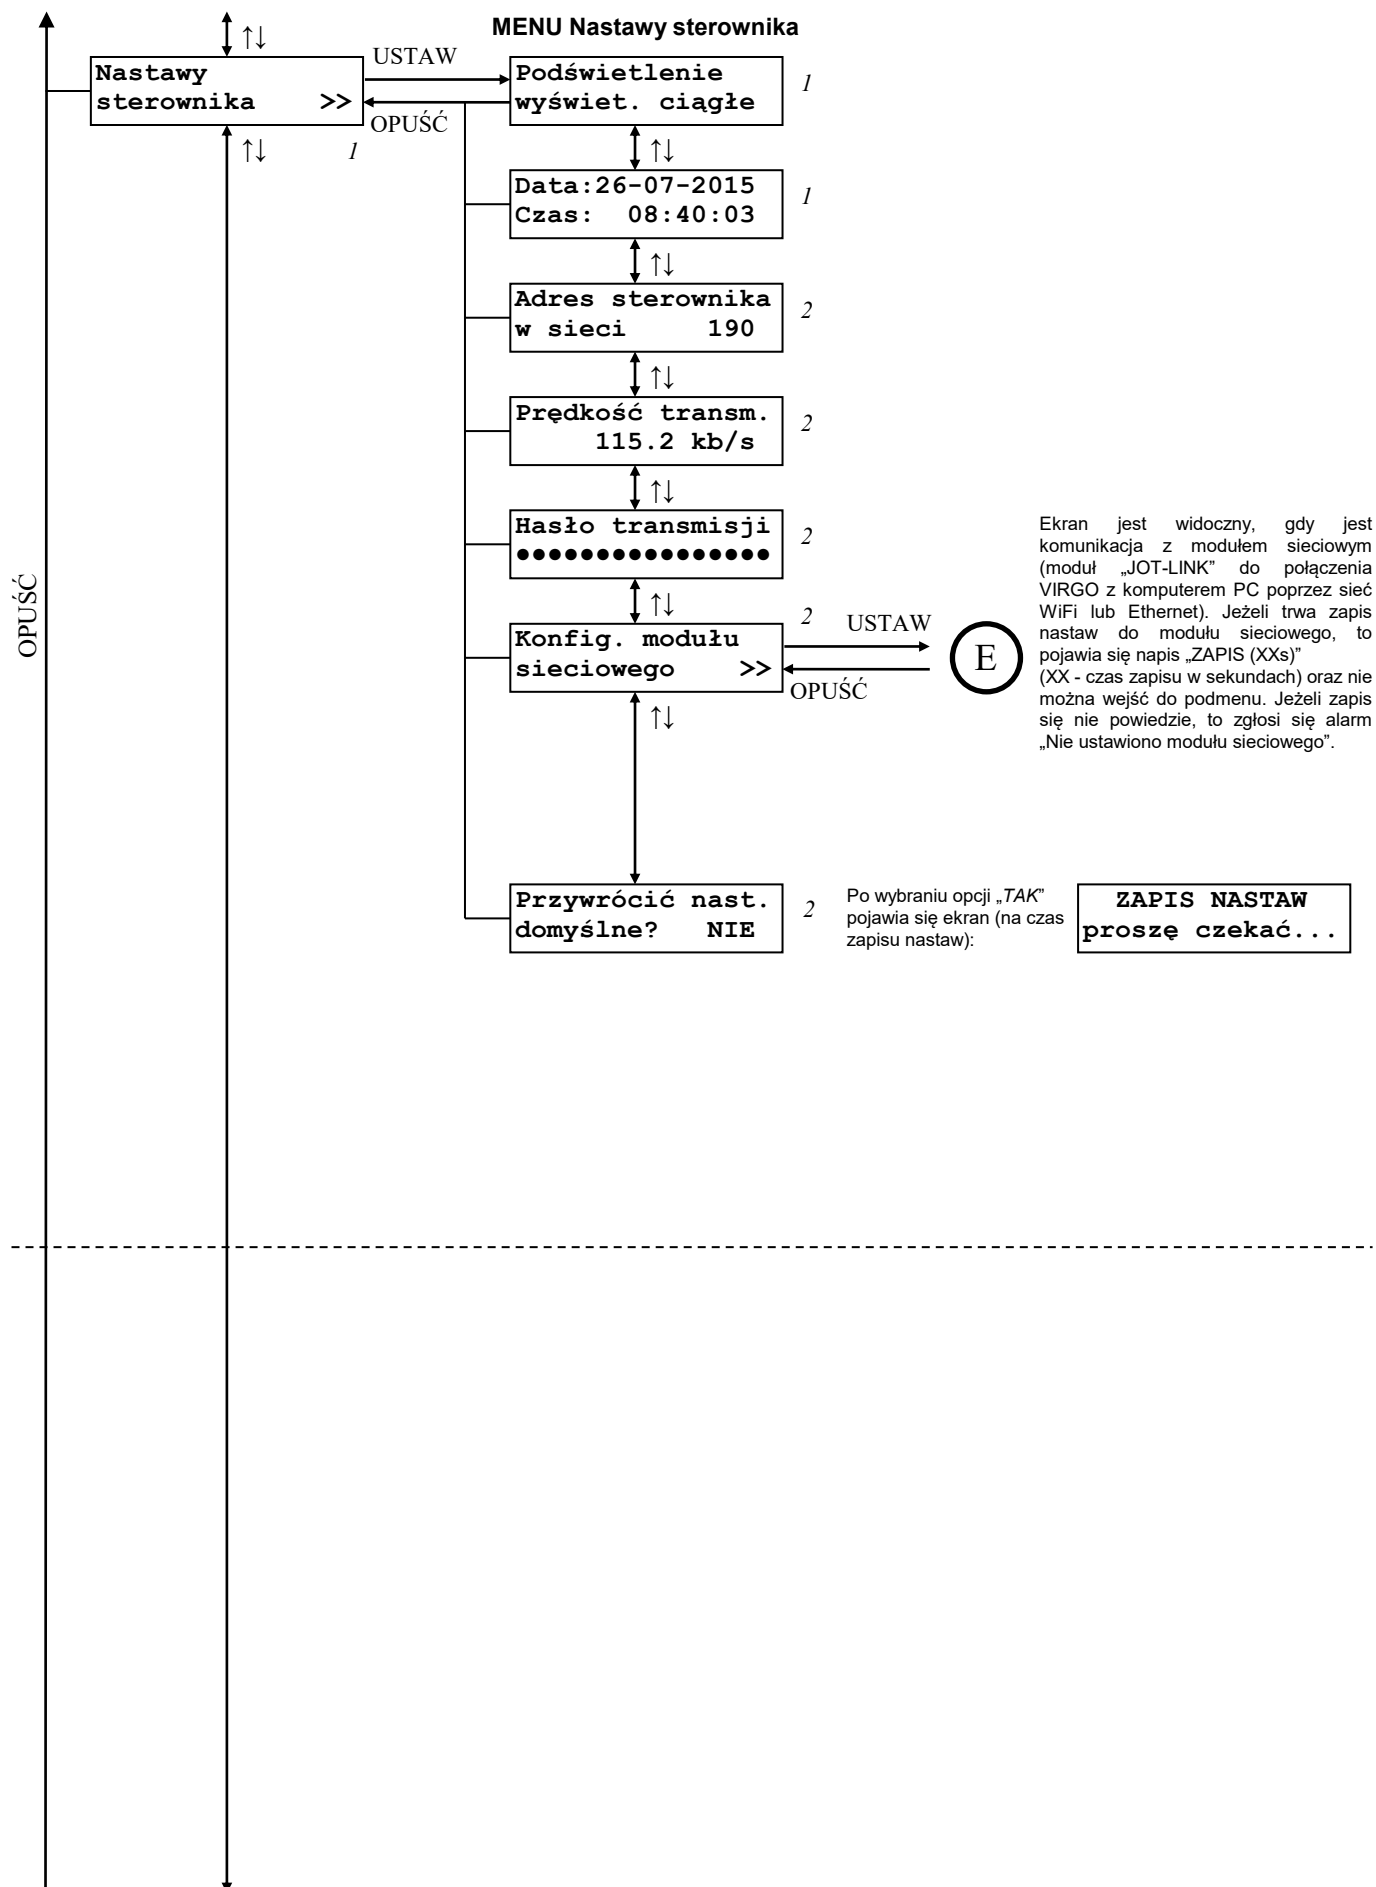 MENU Nastawy sterownika
↑↓
Nastawy
sterownika >>
1
USTAW
OPUŚĆ
↑↓
Podświetlenie
wyświet. ciągłe
1
↑↓
Data:26-07-2015
Czas: 08:40:03
1
↑↓
Adres sterownika
w sieci 190
2
↑↓
Prędkość transm.
115.2 kb/s
2
↑↓
Hasło transmisji
●●●●●●●●●●●●●●●●
2
↑↓
Konfig. modułu
sieciowego >>
2
USTAW
OPUŚĆ
E
↑↓
Ekran jest widoczny, gdy jest
komunikacja z modułem sieciowym
(moduł „JOT-LINK” do połączenia
VIRGO z komputerem PC poprzez sieć
WiFi lub Ethernet). Jeżeli trwa zapis
nastaw do modułu sieciowego, to
pojawia się napis „ZAPIS (XXs)”
(XX - czas zapisu w sekundach) oraz nie
można wejść do podmenu. Jeżeli zapis
się nie powiedzie, to zgłosi się alarm
„Nie ustawiono modułu sieciowego”.
OPUŚĆ
Przywrócić nast.
domyślne? NIE
2
Po wybraniu opcji „TAK”
pojawia się ekran (na czas
zapisu nastaw):
ZAPIS NASTAW
proszę czekać...